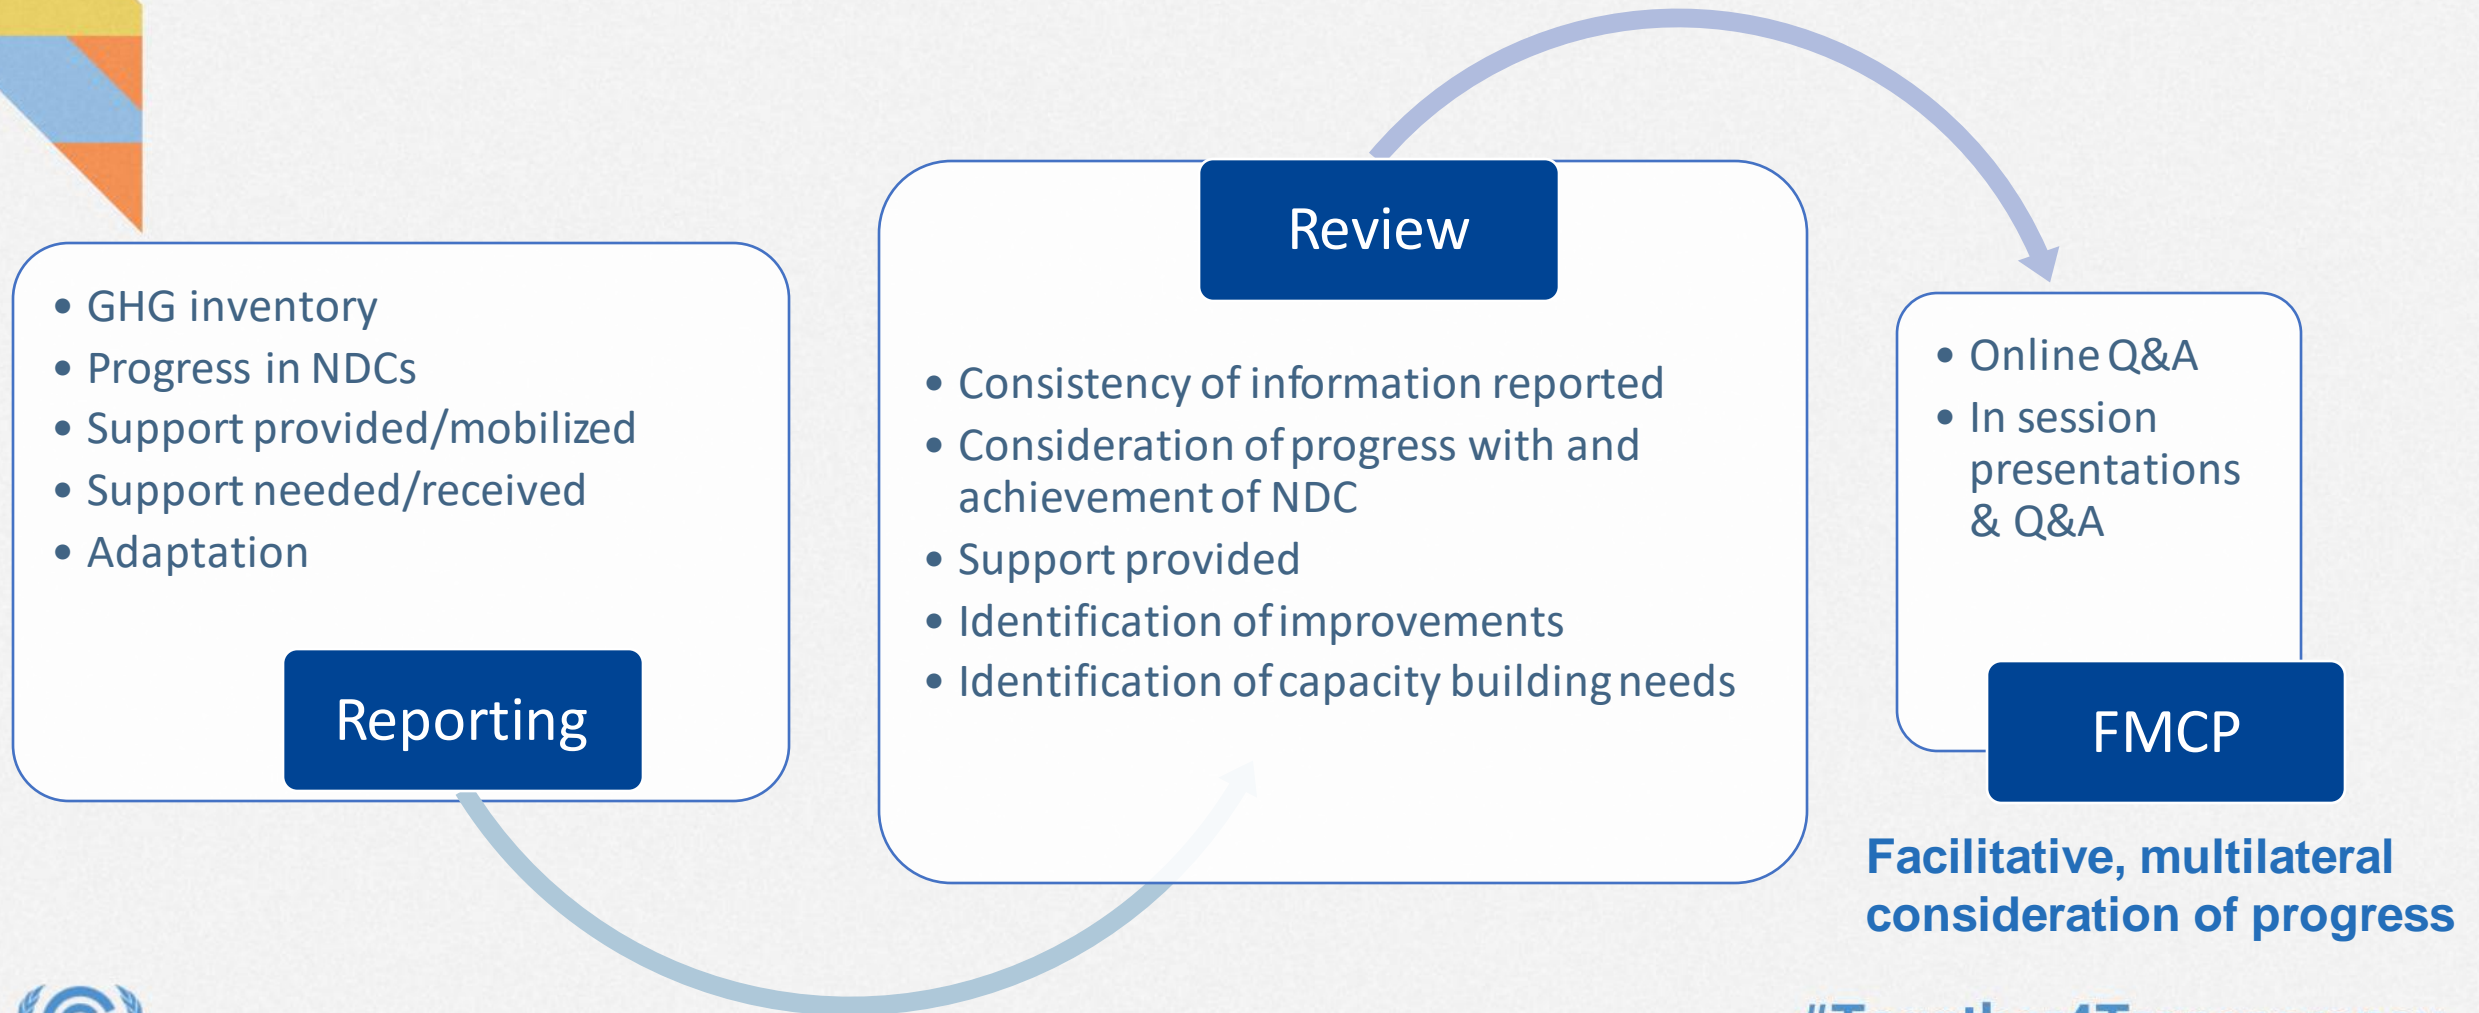 • GHG inventory
• Progress in NDCs
• Support provided/mobilized
• Support needed/received
• Adaptation
Reporting
Review
• Consistency of information reported
• Consideration of progress with and
achievement of NDC
• Support provided
• Identification of improvements
• Identification of capacity building needs
• Online Q&A
• In session
presentations
& Q&A
FMCP
Facilitative, multilateral
consideration of progress